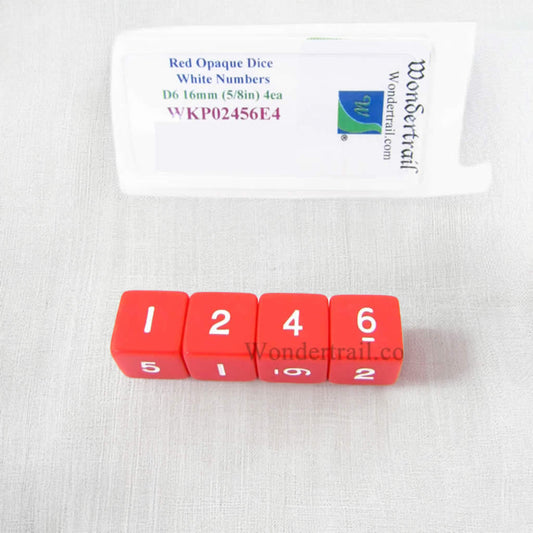 Red Opaque Dice
White Numbers
D6 16mm (5/8in) 4ea
WKP02456E4
Wondertrail
Wondertrail.com
®
1 2 4 6
5 1 6 2
Wondertrail.co